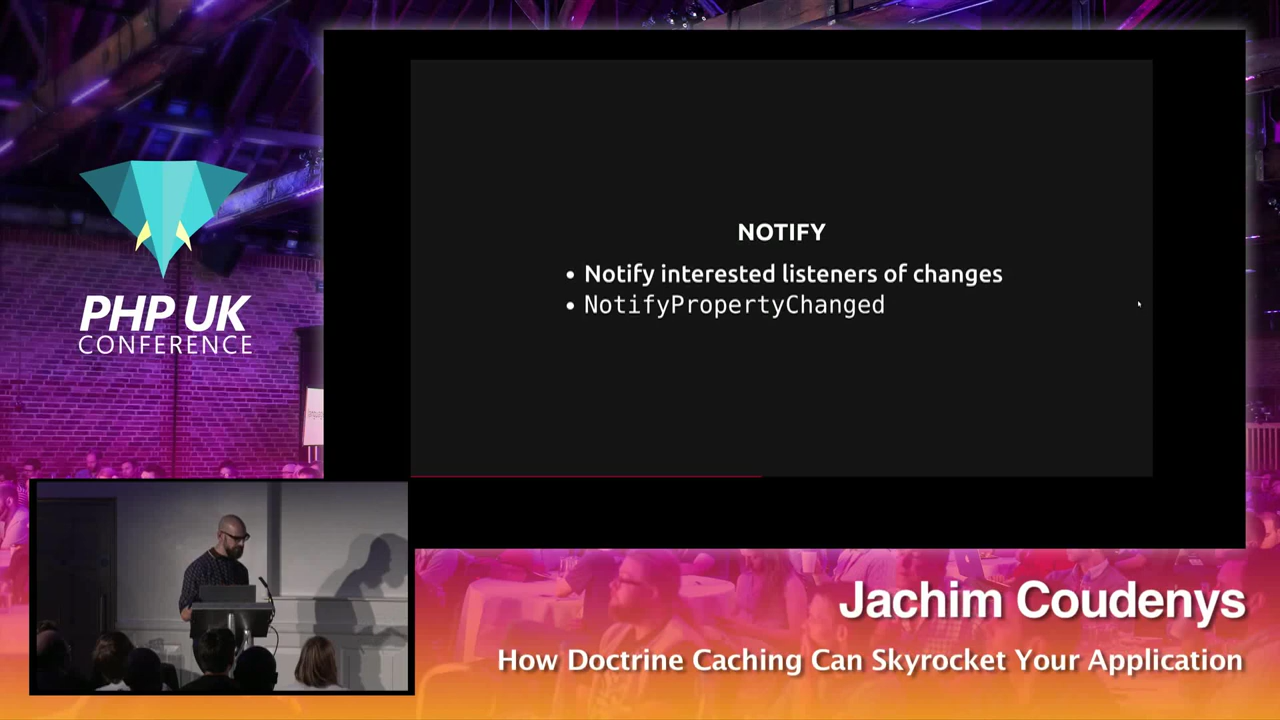 PHP UK
CONFERENCE
NOTIFY
• Notify interested listeners of changes
• NotifyPropertyChanged
Jachim Coudenys
How Doctrine Caching Can Skyrocket Your Application